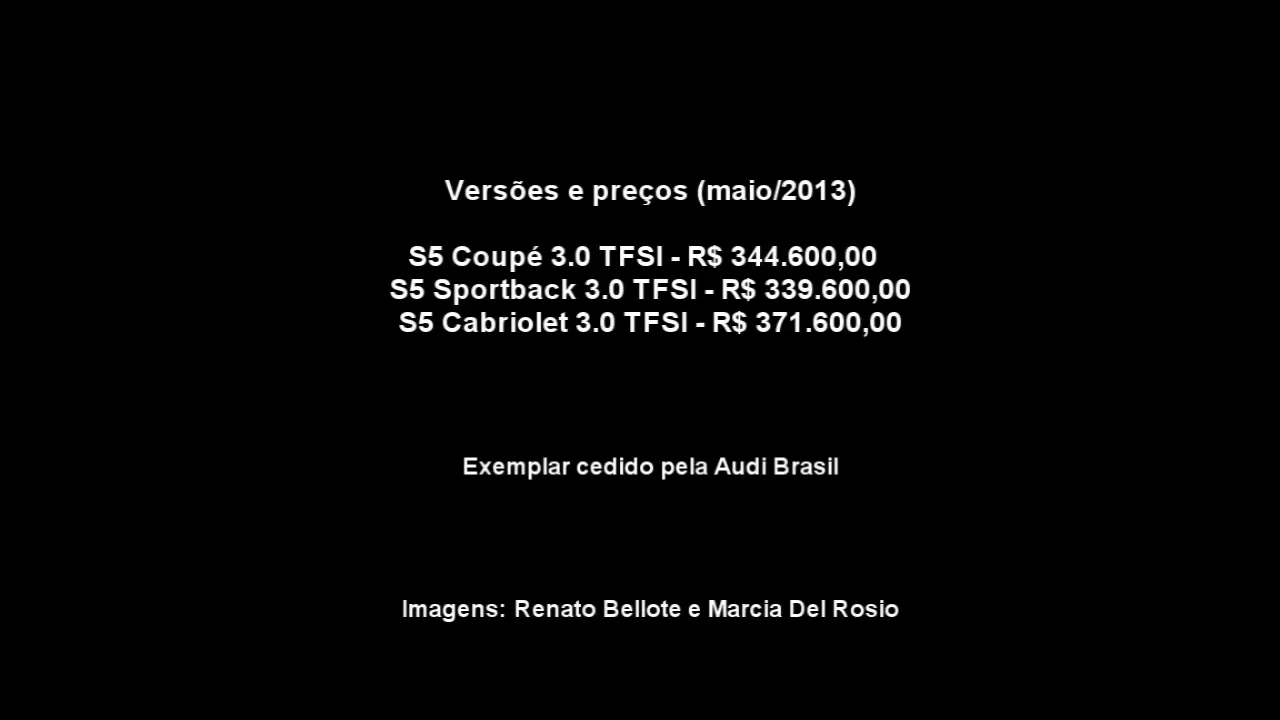 Versões e preços (maio/2013)
S5 Coupé 3.0 TFSI - R$ 344.600,00
S5 Sportback 3.0 TFSI - R$ 339.600,00
S5 Cabriolet 3.0 TFSI - R$ 371.600,00
Exemplar cedido pela Audi Brasil
Imagens: Renato Bellote e Marcia Del Rosio